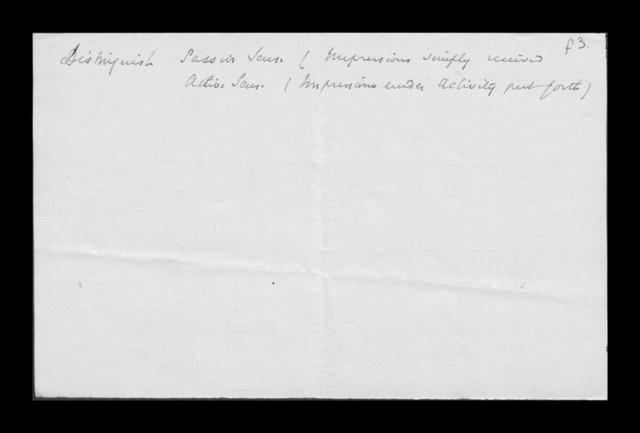 f3.
Distinguish Passive Sens. ( Impressions simply received
Active Sens. ( Impressions under Activity put forth )